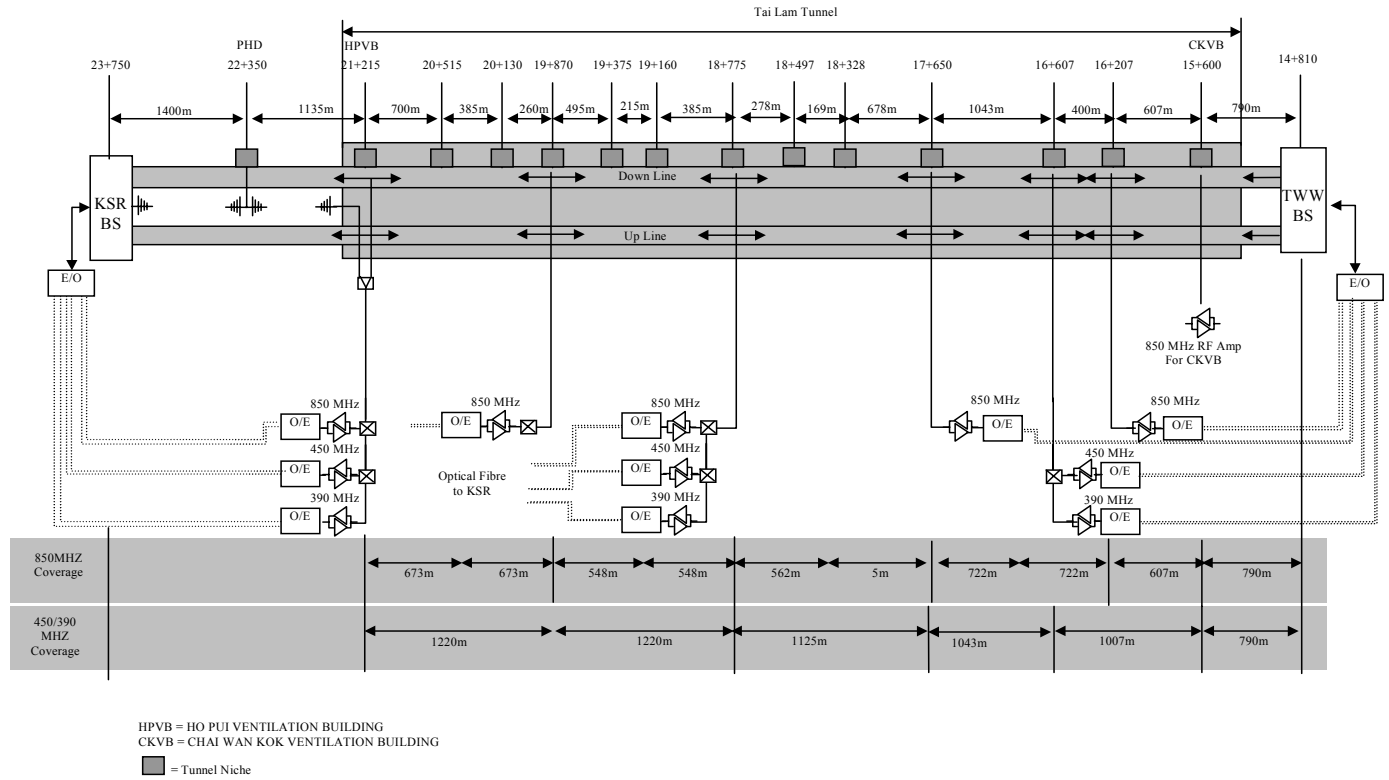 Tai Lam Tunnel
PHD
HPVB
CKVB
23+750
22+350
21+215
20+515
20+130
19+870
19+375
19+160
18+775
18+497
18+328
17+650
16+607
16+207
15+600
14+810
1400m
1135m
700m
385m
260m
495m
215m
385m
278m
169m
678m
1043m
400m
607m
790m
Down Line
KSR
BS
TWW
BS
Up Line
E/O
E/O
850 MHz RF Amp
For CKVB
850 MHz
O/E
850 MHz
O/E
850 MHz
O/E
850 MHz
O/E
850 MHz
O/E
450 MHz
O/E
450 MHz
O/E
450 MHz
O/E
Optical Fibre
to KSR
390 MHz
O/E
390 MHz
O/E
390 MHz
O/E
850MHZ
Coverage
673m
673m
548m
548m
562m
5m
722m
722m
607m
790m
450/390
MHZ
Coverage
1220m
1220m
1125m
1043m
1007m
790m
HPVB = HO PUI VENTILATION BUILDING
CKVB = CHAI WAN KOK VENTILATION BUILDING
= Tunnel Niche